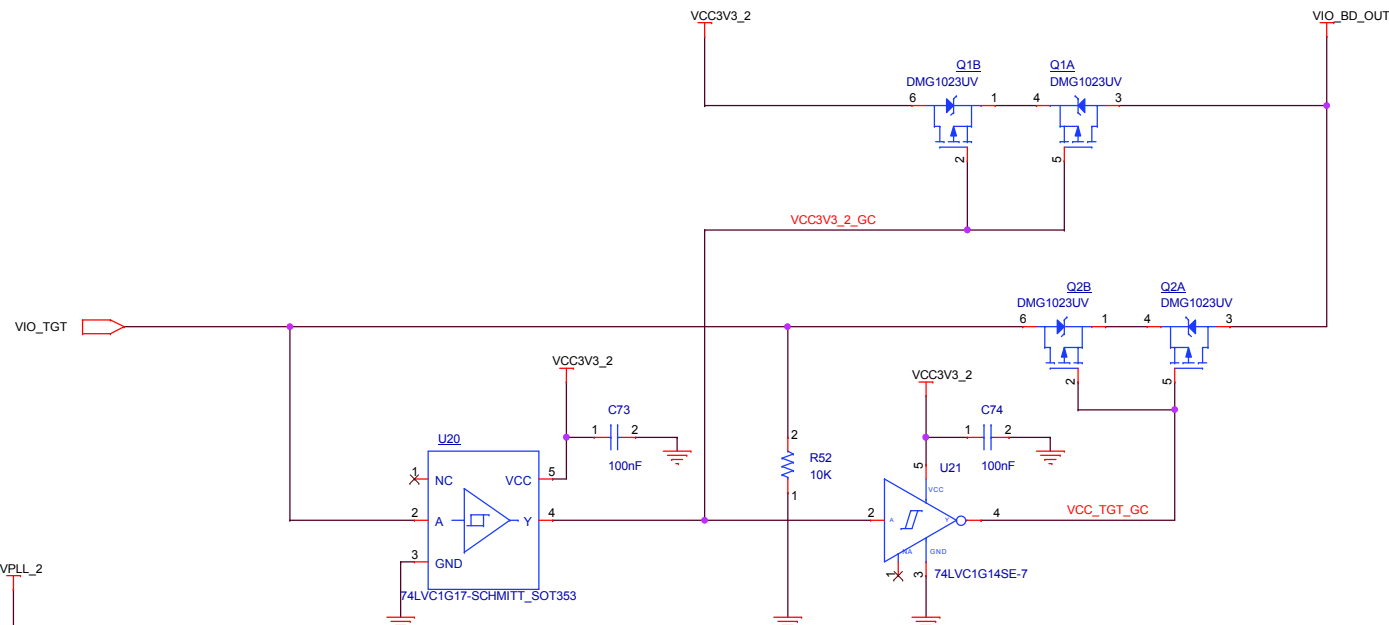 VCC3V3_2
VIO_BD_OUT
Q1B
Q1A
DMG1023UV
DMG1023UV
6
1
4
3
2
5
VCC3V3_2_GC
Q2B
Q2A
DMG1023UV
DMG1023UV
VIO_TGT
6
1
4
3
2
5
VCC3V3_2
VCC3V3_2
C73
1
2
100nF
C74
1
2
100nF
U20
1
NC
VCC
5
2
A
Y
4
3
GND
74LVC1G17-SCHMITT_SOT353
2
R52
10K
1
U21
5
VCC
2
A
Y
4
VCC_TGT_GC
NA
GND
1
3
74LVC1G14SE-7
VPLL_2